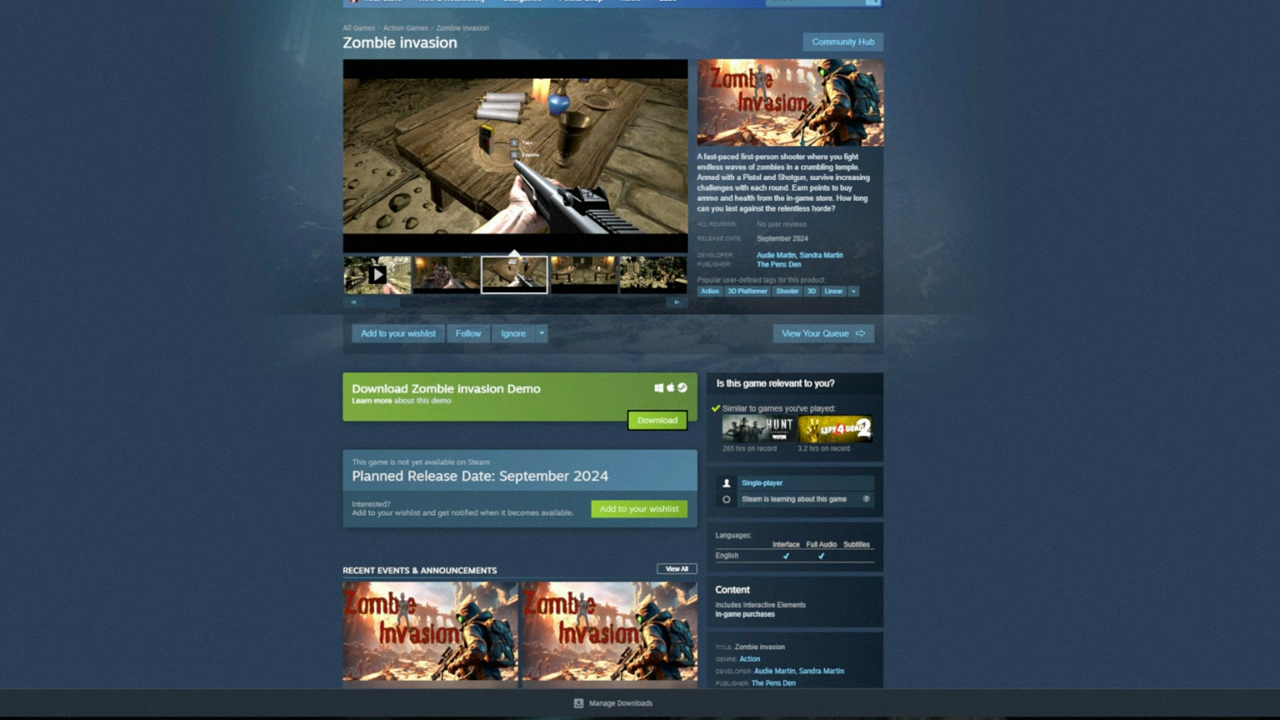 All Games > Action Games > Zombie Invasion
Zombie invasion
Community Hub
Zombie
Invasion
A fast-paced first-person shooter where you fight
endless waves of zombies in a crumbling temple.
Armed with a Pistol and Shotgun, survive increasing
challenges with each round. Earn points to buy
ammo and health from the in-game store. How long
can you last against the relentless horde?
ALL REVIEWS: No user reviews
RELEASE DATE: September 2024
DEVELOPER: Audie Martin, Sandra Martin
PUBLISHER: The Pens Den
Popular user-defined tags for this product:
Action 3D Platformer Shooter 3D Linear +
Add to your wishlist Follow Ignore View Your Queue
Download Zombie invasion Demo
Learn more about this demo
Download
This game is not yet available on Steam
Planned Release Date: September 2024
Interested?
Add to your wishlist and get notified when it becomes available.
Add to your wishlist
RECENT EVENTS & ANNOUNCEMENTS View All
Zombie
Invasion
Zombie
Invasion
Is this game relevant to you?
Similar to games you've played:
HUNT
LEFT 4 DEAD 2
265 hrs on record 3.2 hrs on record
Single-player
Steam is learning about this game ?
Languages:
Interface Full Audio Subtitles
English ✔ ✔
Content
Includes Interactive Elements
In-game purchases
TITLE: Zombie invasion
GENRE: Action
DEVELOPER: Audie Martin, Sandra Martin
PUBLISHER: The Pens Den
Manage Downloads